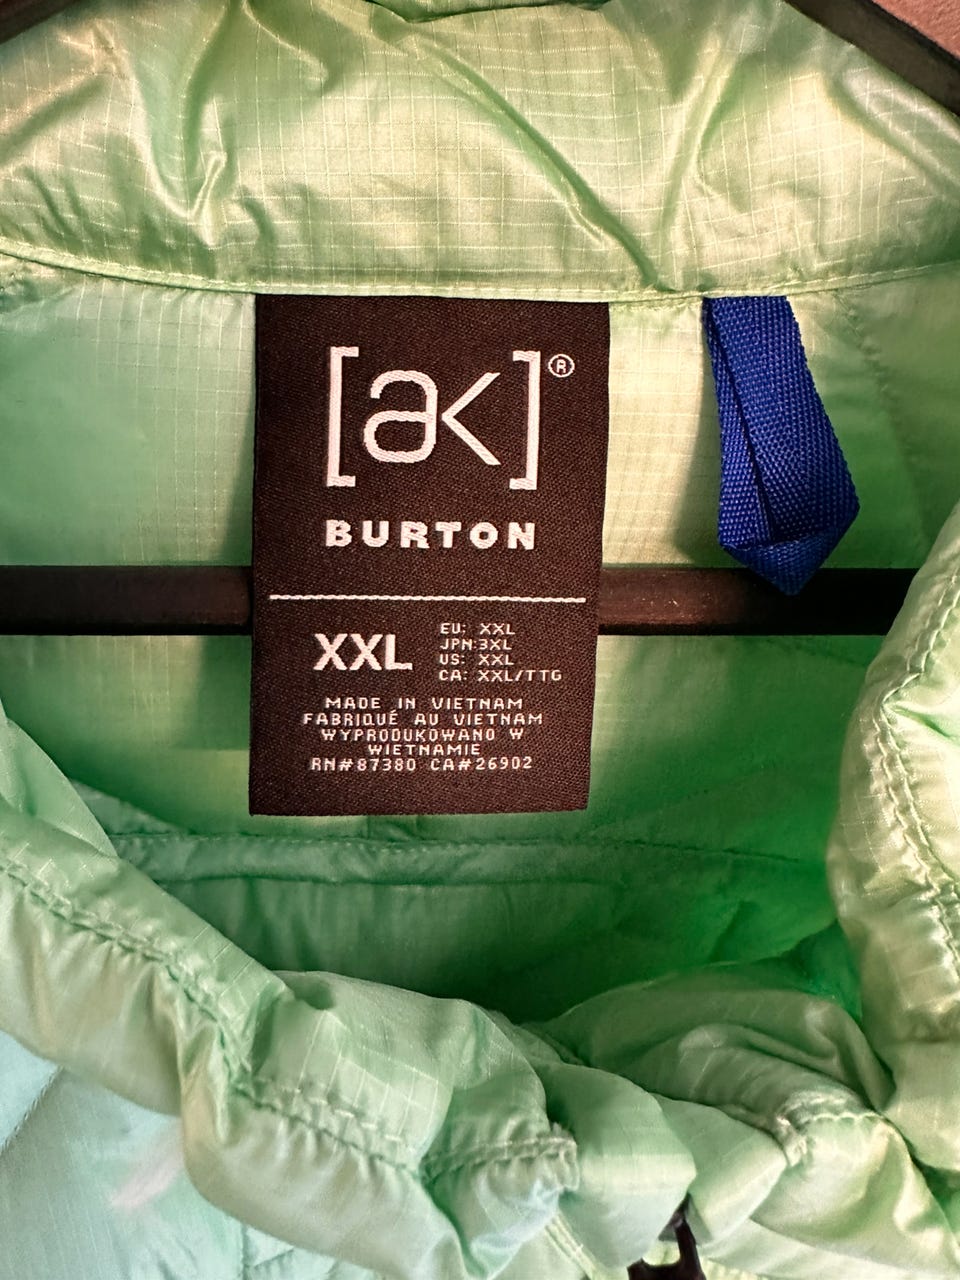 [ak]®
BURTON
XXL
EU: XXL
JPN:3XL
US: XXL
CA: XXL/TTG
MADE IN VIETNAM
FABRIQUÉ AU VIETNAM
WYPRODUKOWANO W
WIETNAMIE
RN#87380 CA#26902